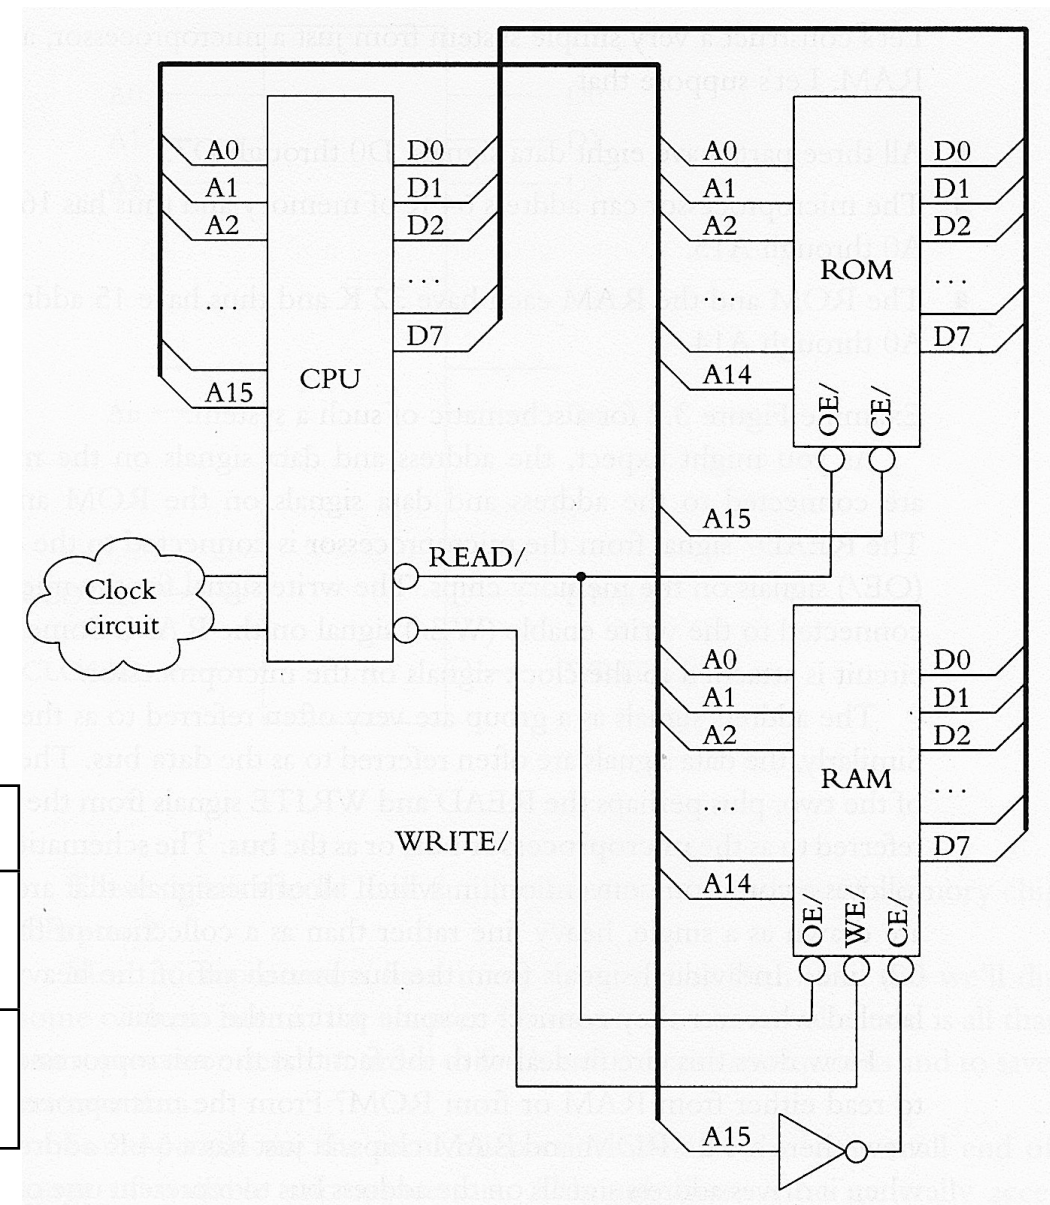 A0
A1
A2
...
A15
CPU
D0
D1
D2
...
D7
READ/
WRITE/
Clock
circuit
A0
A1
A2
...
A14
ROM
OE/
CE/
D0
D1
D2
...
D7
A15
A0
A1
A2
...
A14
RAM
OE/
WE/
CE/
D0
D1
D2
...
D7
A15